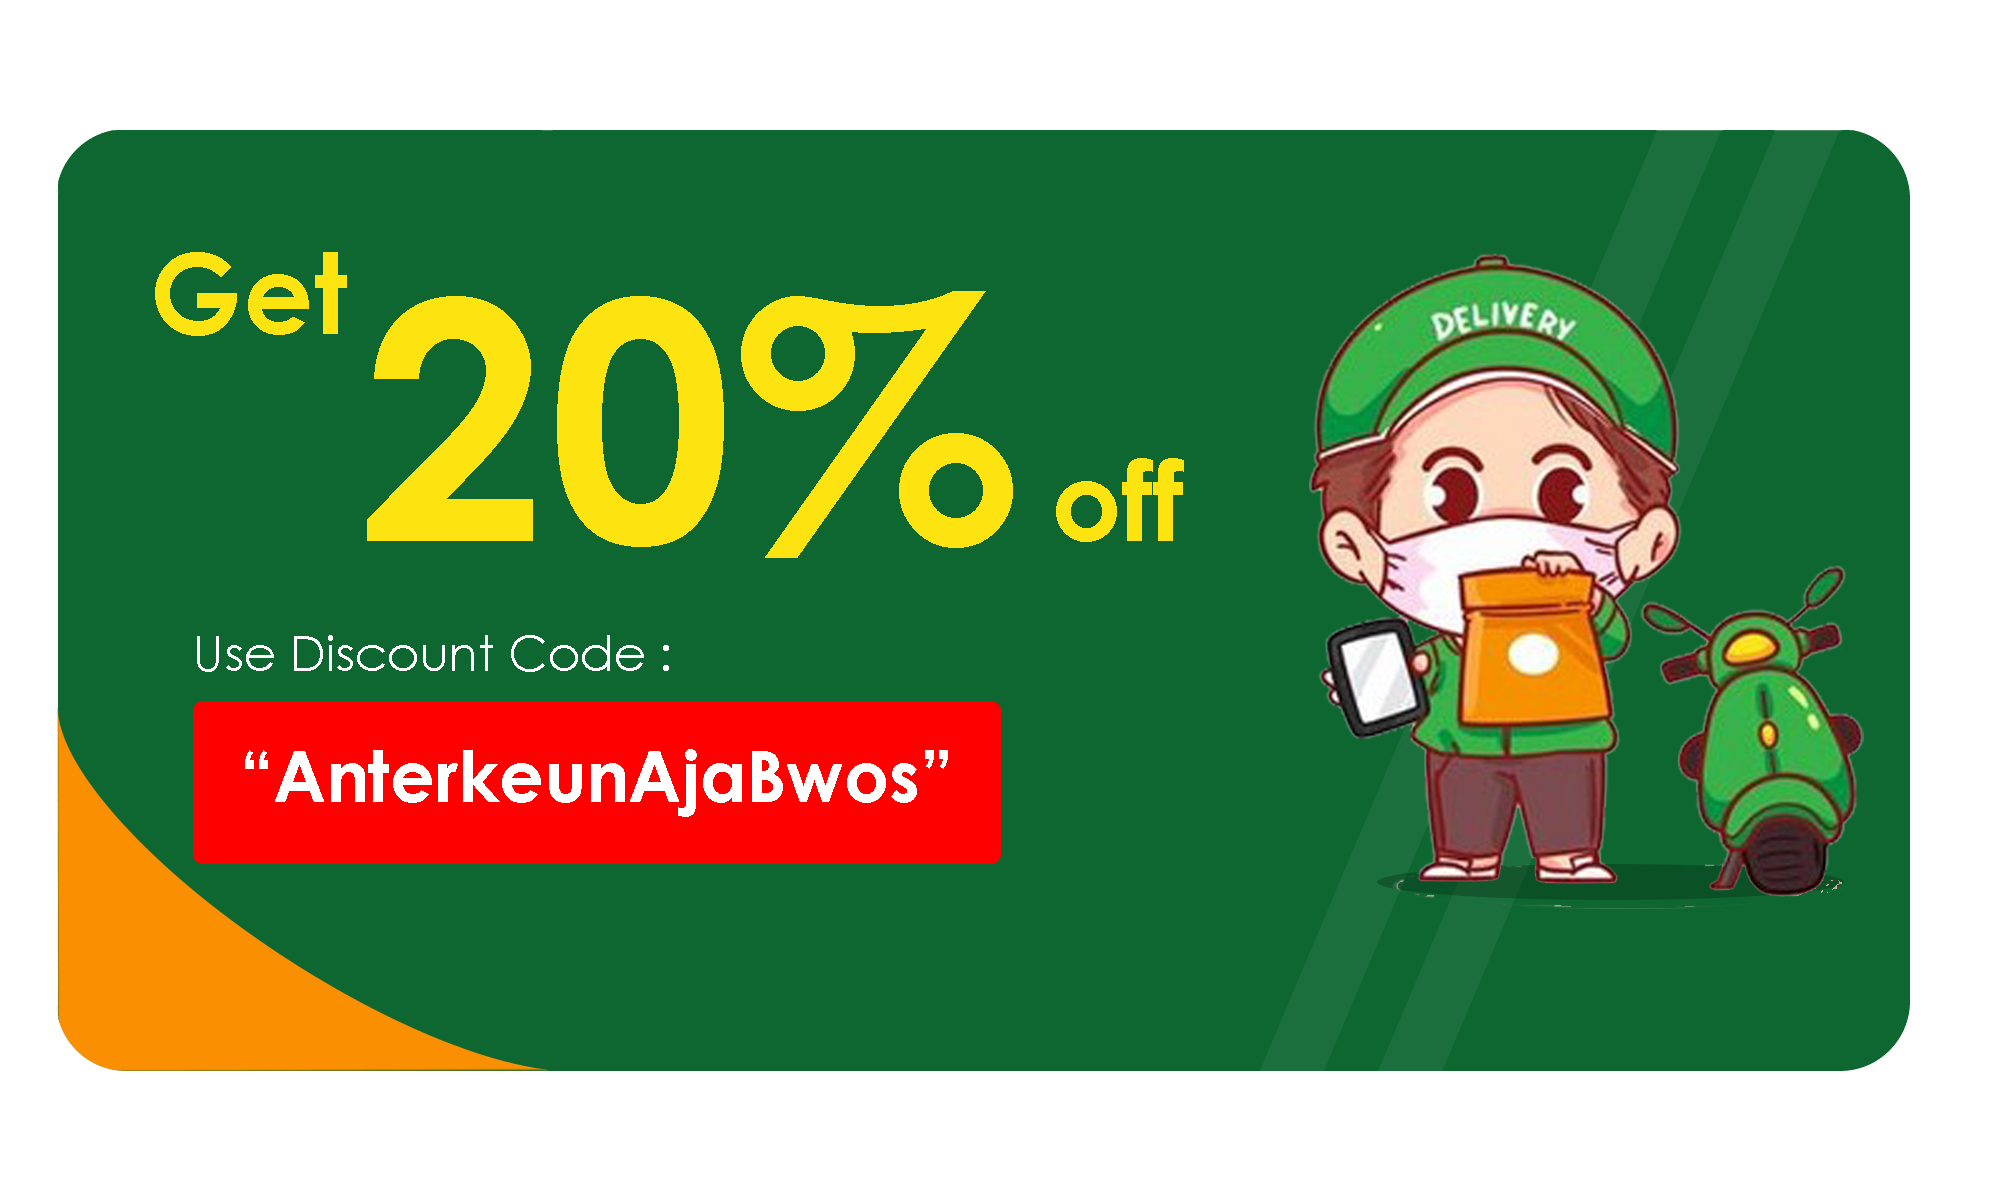 Get 20% off
Use Discount Code :
“AnterkeunAjaBwos”
DELIVERY